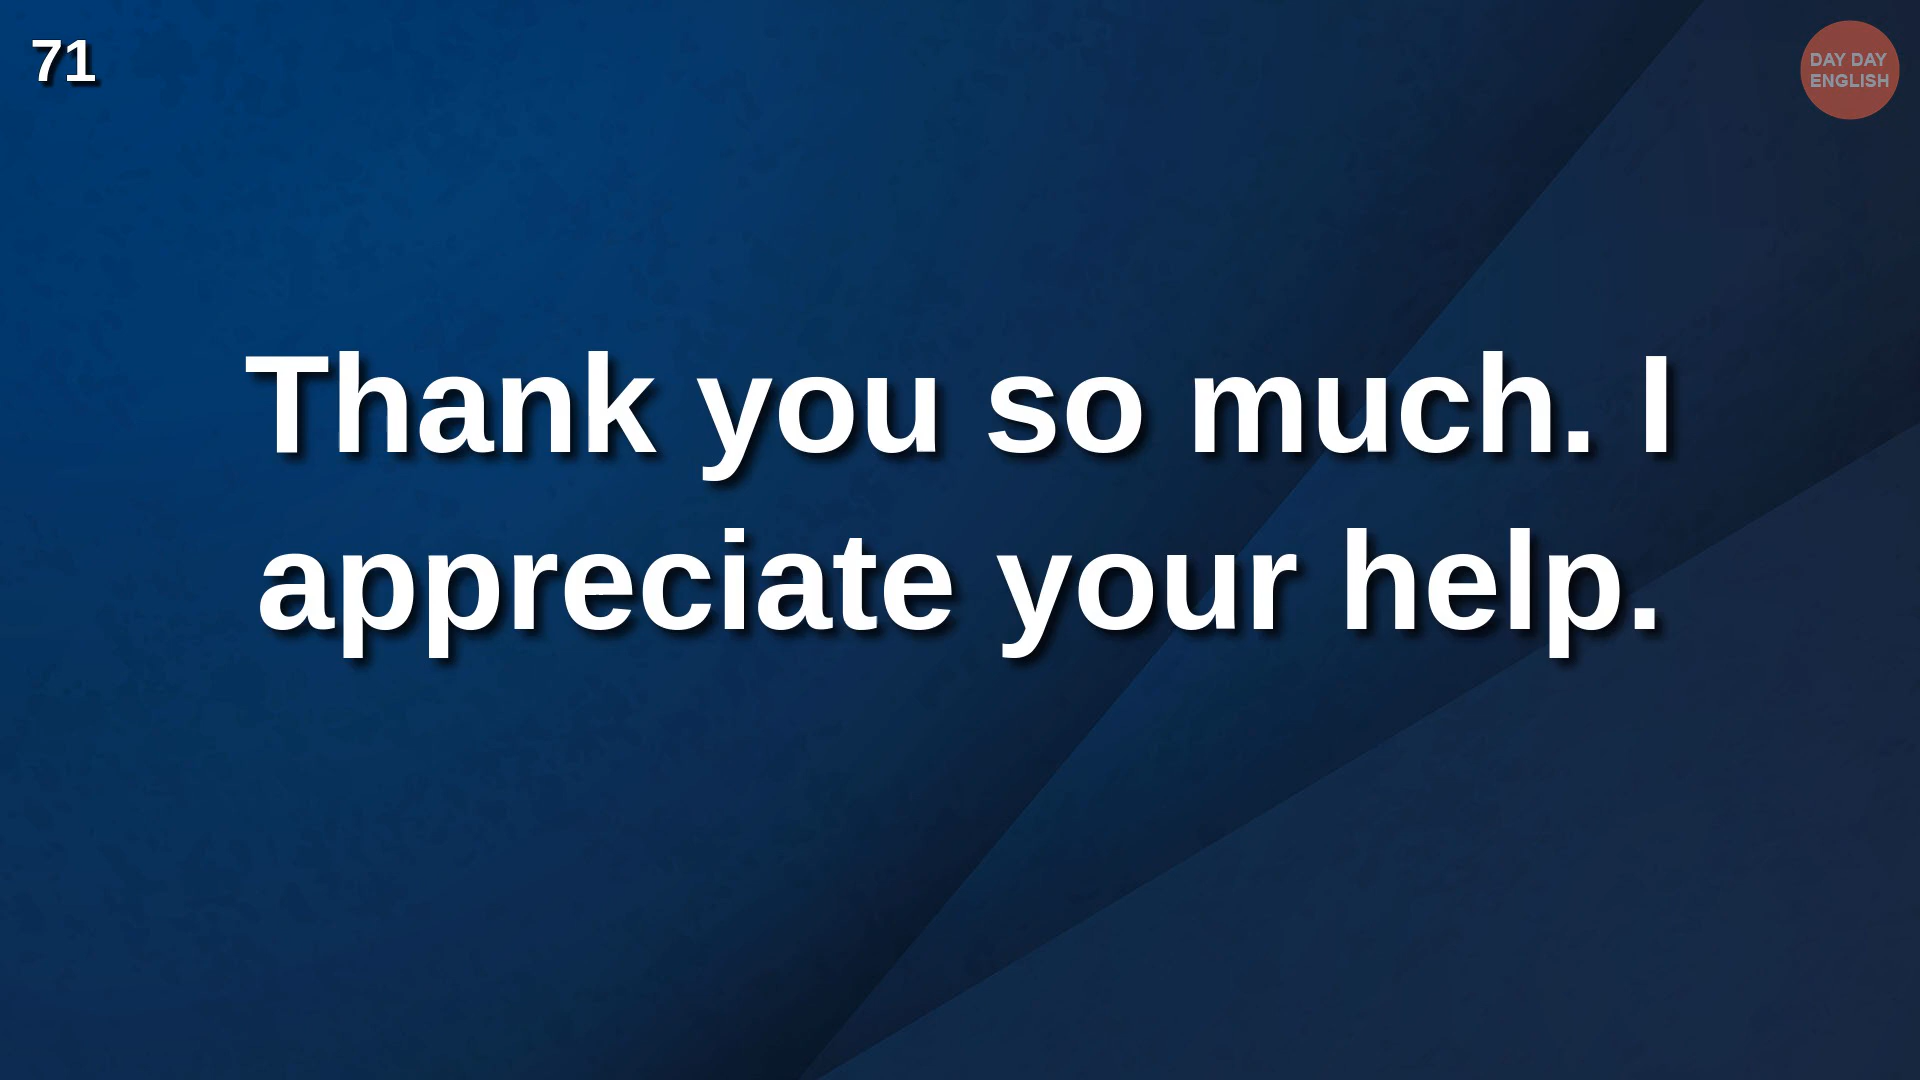 71
DAY DAY
ENGLISH
Thank you so much. I
appreciate your help.